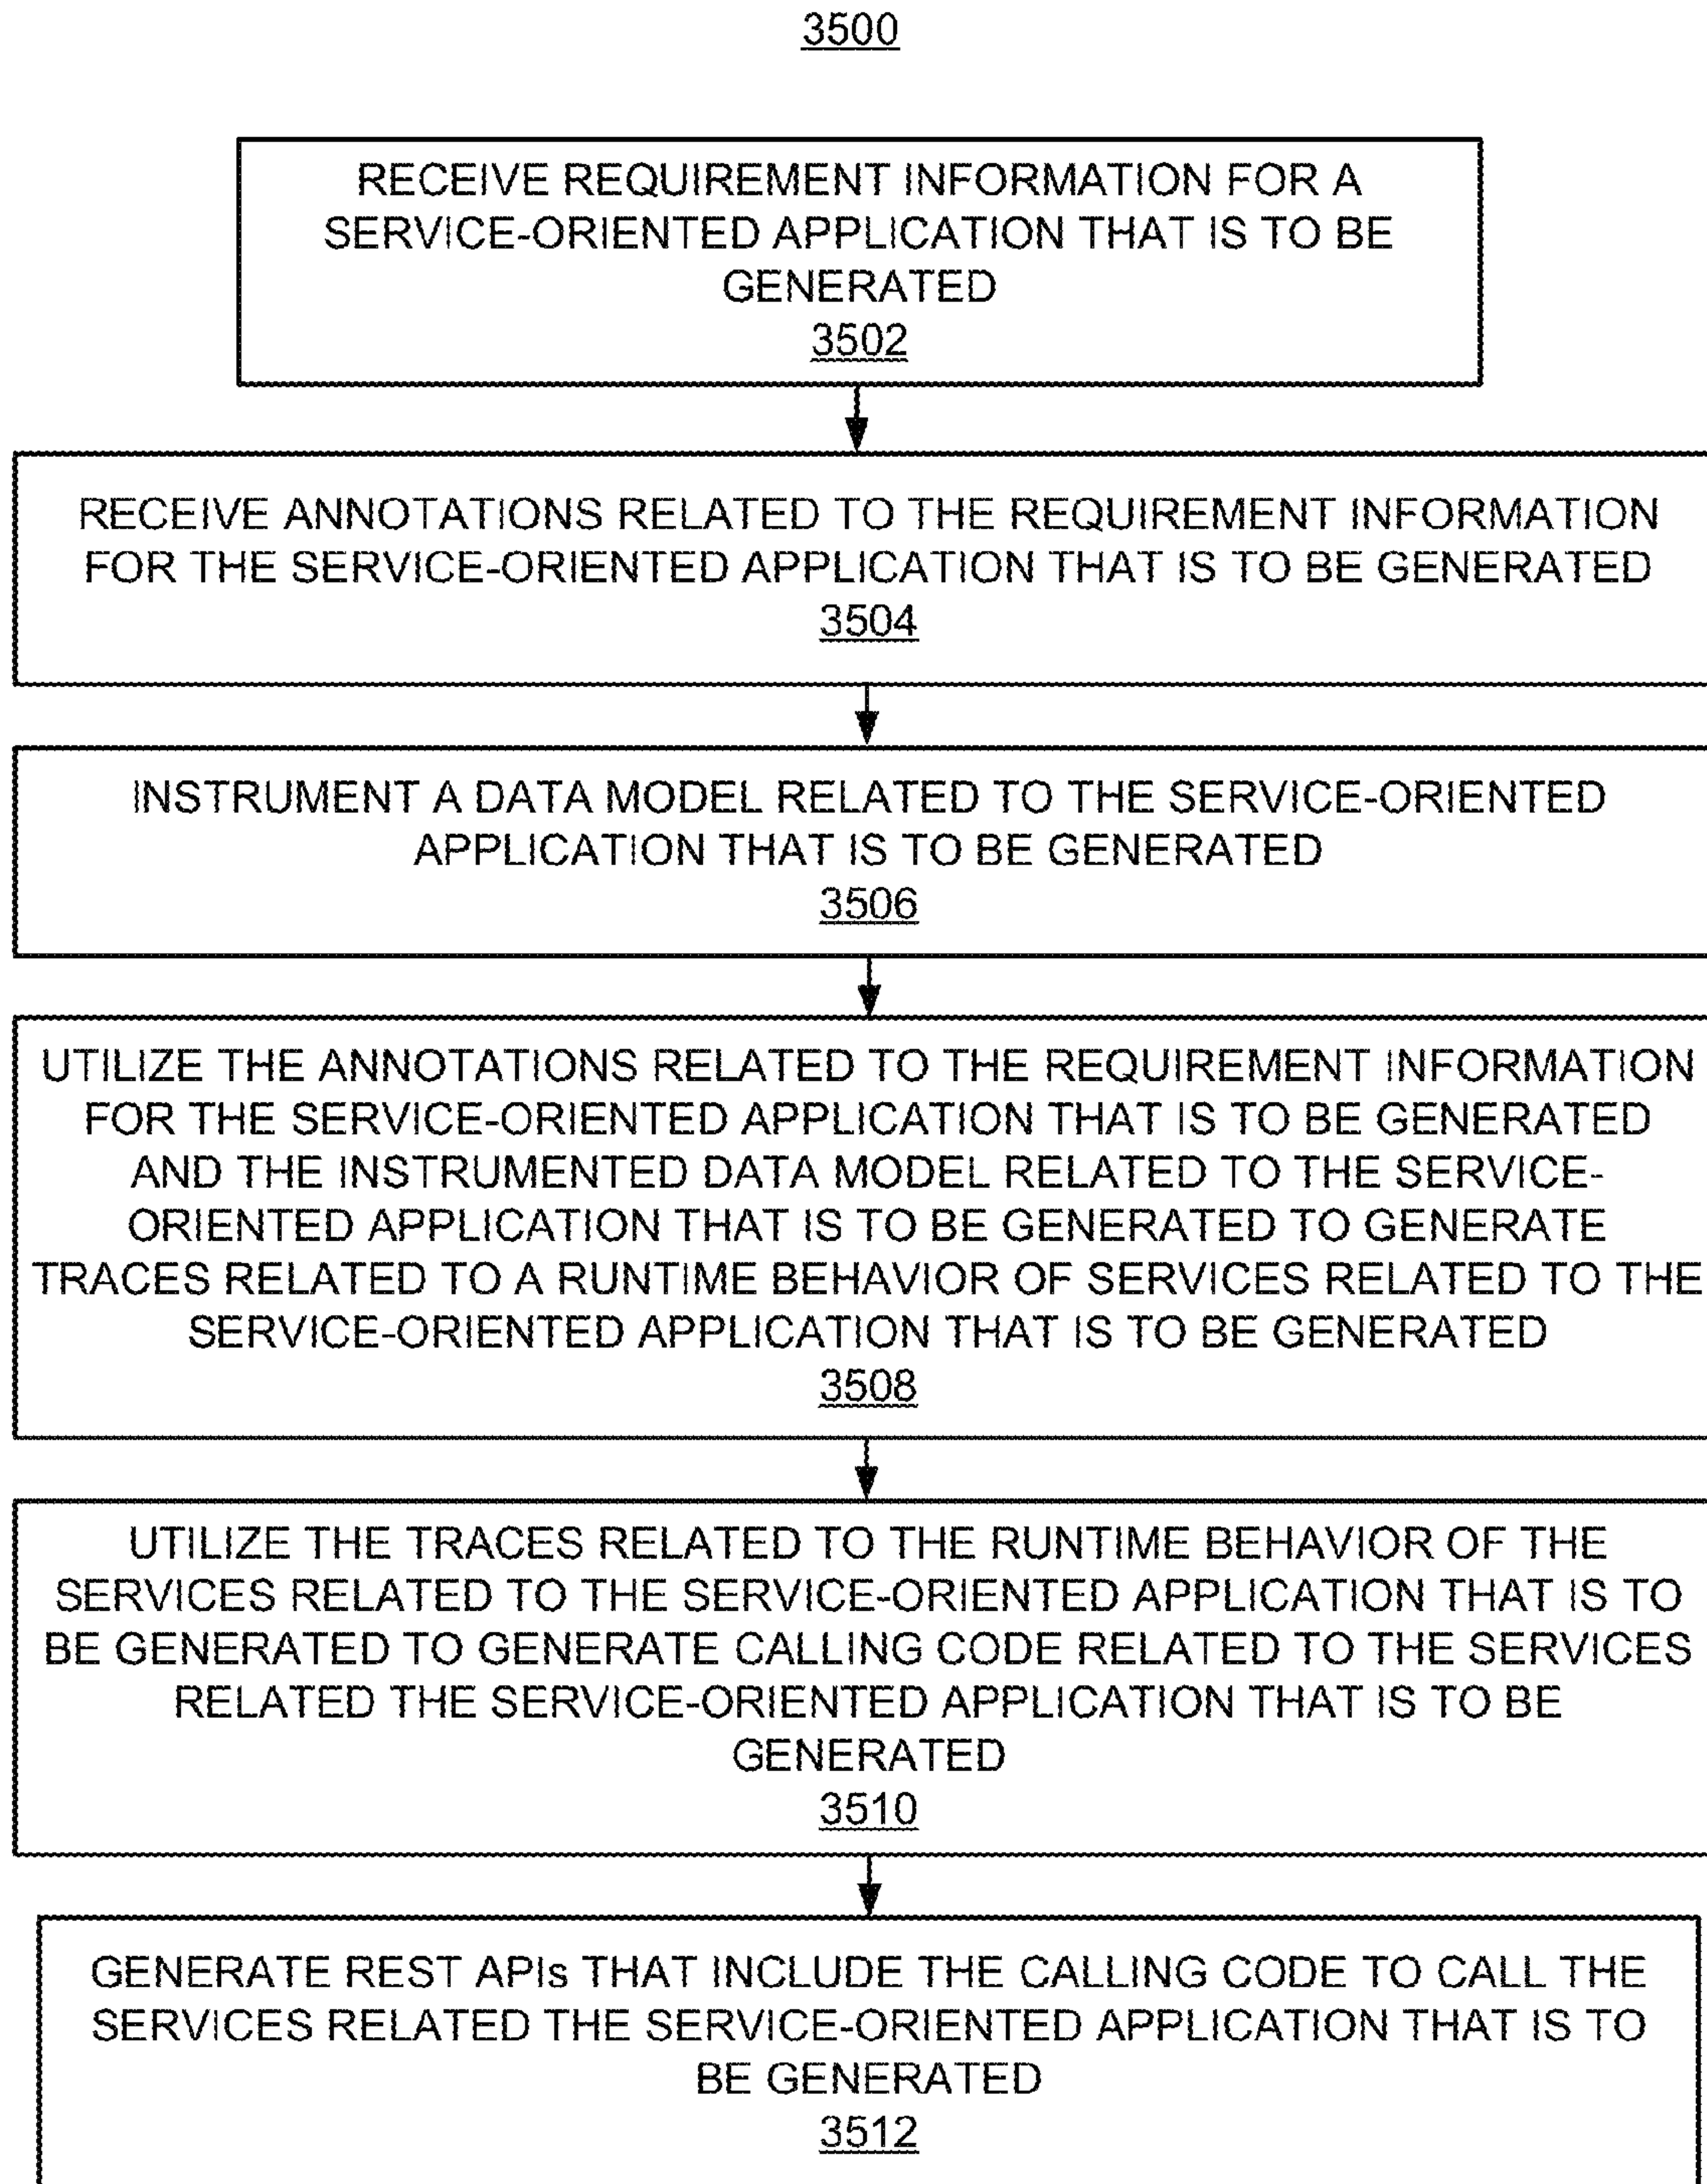 3500
RECEIVE REQUIREMENT INFORMATION FOR A
SERVICE-ORIENTED APPLICATION THAT IS TO BE
GENERATED
3502
RECEIVE ANNOTATIONS RELATED TO THE REQUIREMENT INFORMATION
FOR THE SERVICE-ORIENTED APPLICATION THAT IS TO BE GENERATED
3504
INSTRUMENT A DATA MODEL RELATED TO THE SERVICE-ORIENTED
APPLICATION THAT IS TO BE GENERATED
3506
UTILIZE THE ANNOTATIONS RELATED TO THE REQUIREMENT INFORMATION
FOR THE SERVICE-ORIENTED APPLICATION THAT IS TO BE GENERATED
AND THE INSTRUMENTED DATA MODEL RELATED TO THE SERVICE-
ORIENTED APPLICATION THAT IS TO BE GENERATED TO GENERATE
TRACES RELATED TO A RUNTIME BEHAVIOR OF SERVICES RELATED TO THE
SERVICE-ORIENTED APPLICATION THAT IS TO BE GENERATED
3508
UTILIZE THE TRACES RELATED TO THE RUNTIME BEHAVIOR OF THE
SERVICES RELATED TO THE SERVICE-ORIENTED APPLICATION THAT IS TO
BE GENERATED TO GENERATE CALLING CODE RELATED TO THE SERVICES
RELATED THE SERVICE-ORIENTED APPLICATION THAT IS TO BE
GENERATED
3510
GENERATE REST APIs THAT INCLUDE THE CALLING CODE TO CALL THE
SERVICES RELATED THE SERVICE-ORIENTED APPLICATION THAT IS TO
BE GENERATED
3512